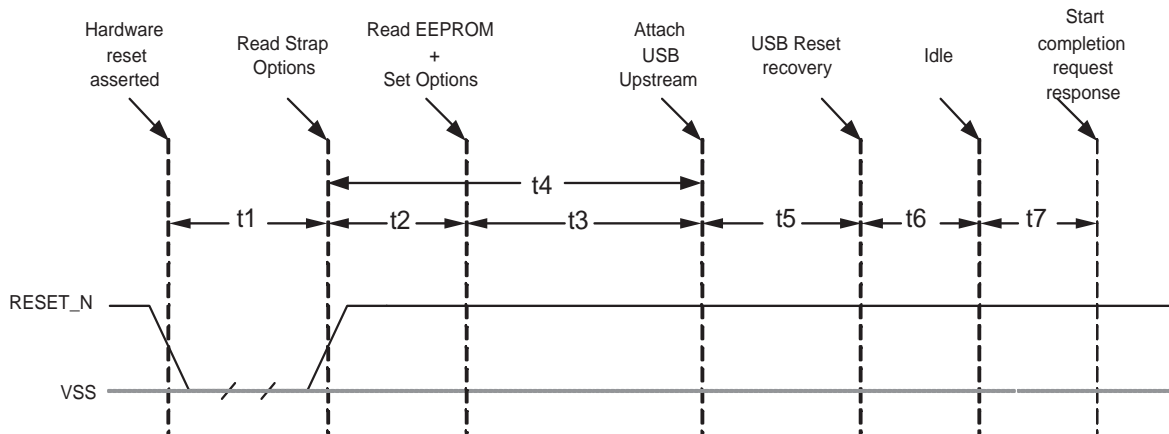 Hardware
reset
asserted
Read Strap
Options
Read EEPROM
+
Set Options
Attach
USB
Upstream
USB Reset
recovery
Idle
Start
completion
request
response
t4
t1
t2
t3
t5
t6
t7
RESET_N
VSS